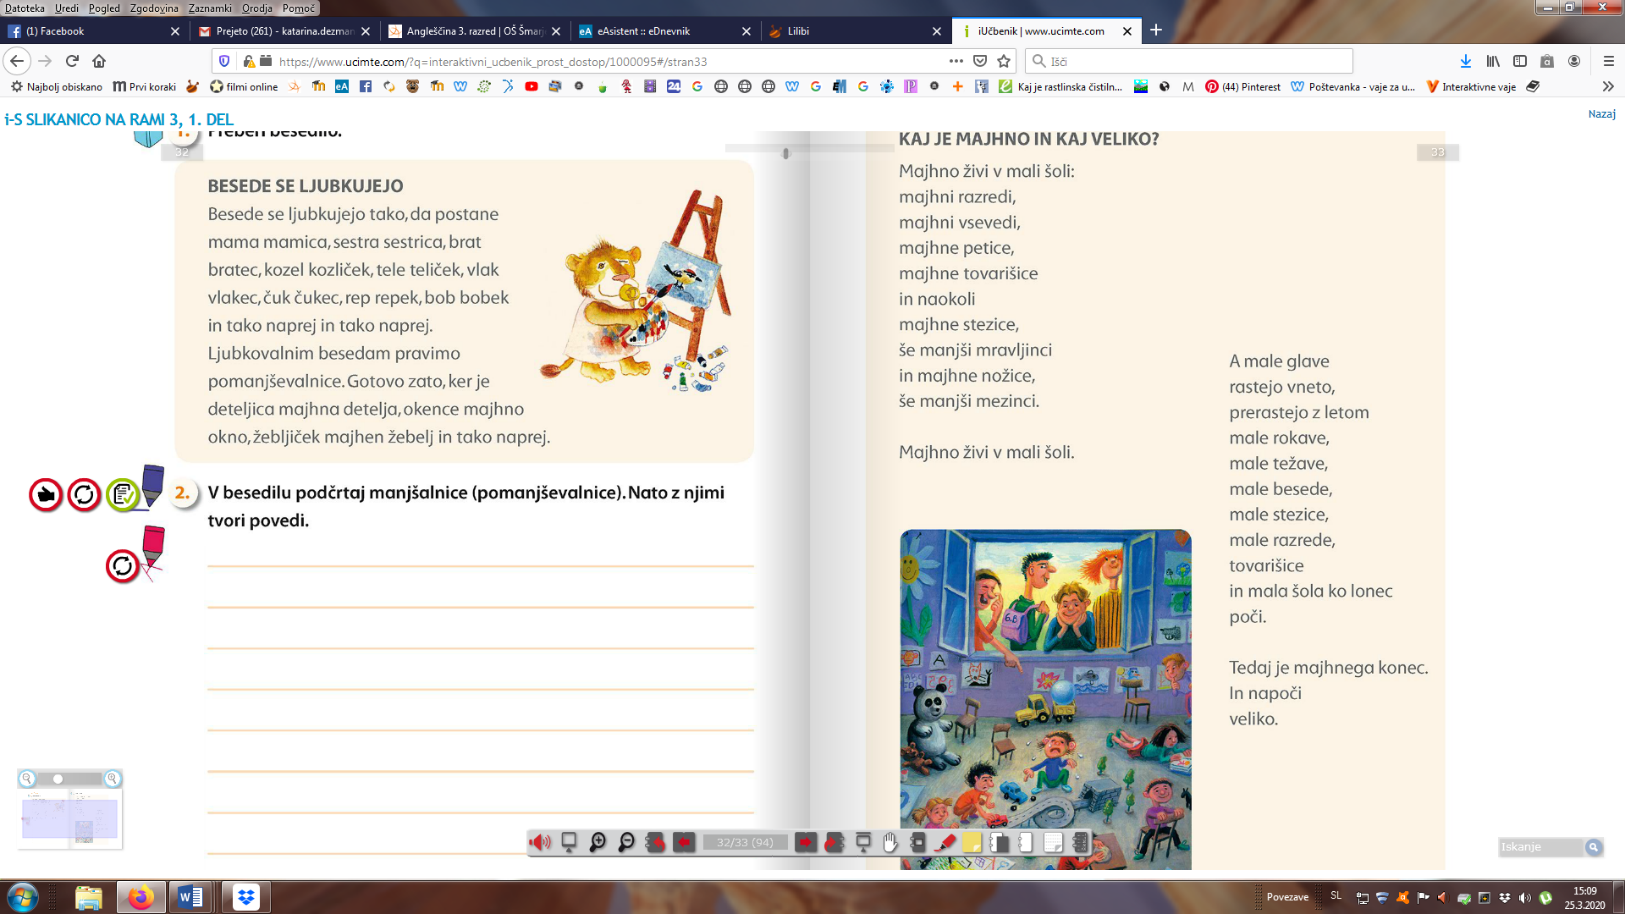 Datoteka Uredi Pogled Zgodovina Zaznamki Orodja Pomoč
(1) Facebook
Prejeto (261) - katarina.dezman
Angleščina 3. razred | OŠ Šmarj
eAsistent :: eDnevnik
Lilibi
iUčbenik | www.ucimte.com
https://www.ucimte.com/?q=interaktivni_ucbenik_prost_dostop/1000095#/stran33
Išči
Najbolj obiskano
Prvi koraki
filmi online
Kaj je rastlinska čistiln...
(44) Pinterest
Poštevanka - vaje za u...
Interaktivne vaje
i-S SLIKANICO NA RAMI 3, 1. DEL
Nazaj
1. Preberi besedilo.
32
BESEDE SE LJUBKUJEJO
Besede se ljubkujejo tako, da postane
mama mamica, sestra sestrica, brat
bratec, kozel kozliček, tele teliček, vlak
vlakec, čuk čukec, rep repek, bob bobek
in tako naprej in tako naprej.
Ljubkovalnim besedam pravimo
pomanjševalnice. Gotovo zato, ker je
deteljica majhna detelja, okence majhno
okno, žebljiček majhen žebelj in tako naprej.
2. V besedilu podčrtaj manjšalnice (pomanjševalnice). Nato z njimi
tvori povedi.
KAJ JE MAJHNO IN KAJ VELIKO?
33
Majhno živi v mali šoli:
majhni razredi,
majhni vsevedi,
majhne petice,
majhne tovarišice
in naokoli
majhne stezice,
še manjši mravljinci
in majhne nožice,
še manjši mezinci.
Majhno živi v mali šoli.
A male glave
rastejo vneto,
prerastejo z letom
male rokave,
male težave,
male besede,
male stezice,
male razrede,
tovarišice
in mala šola ko lonec
poči.
Tedaj je majhnega konec.
In napoči
veliko.
32/33 (94)
Iskanje
Povezave
SL
15:09
25.3.2020